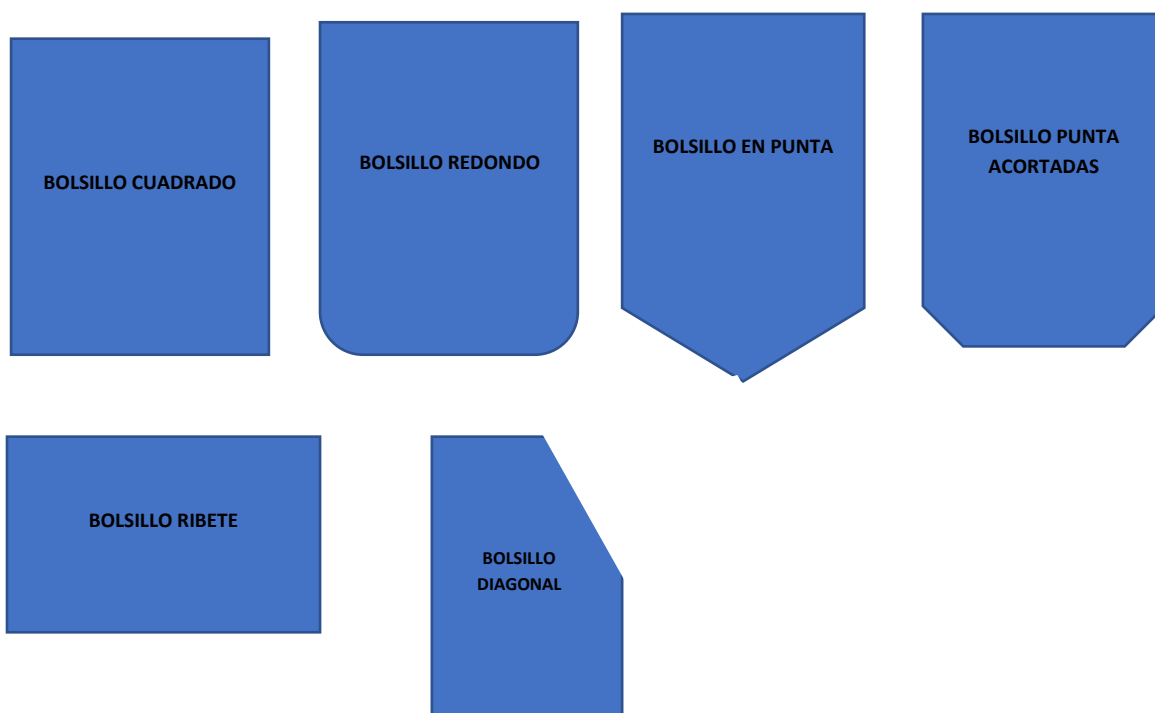 BOLSILLO CUADRADO
BOLSILLO REDONDO
BOLSILLO EN PUNTA
BOLSILLO PUNTA
ACORTADAS
BOLSILLO RIBETE
BOLSILLO
DIAGONAL